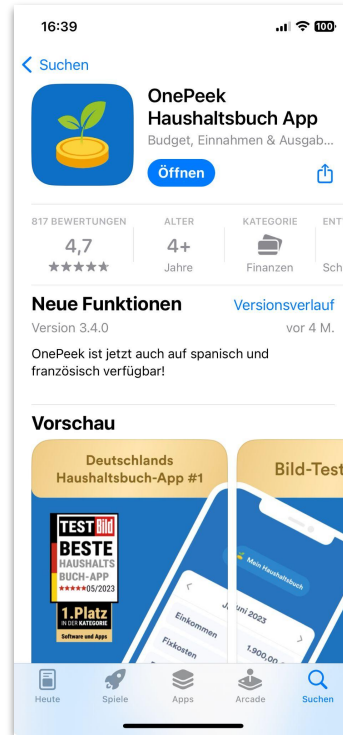 16:39
100
Suchen
OnePeek
Haushaltsbuch App
Budget, Einnahmen & Ausgab...
Öffnen
817 BEWERTUNGEN
ALTER
KATEGORIE
ENT
4,7
4+
Jahre
Finanzen
Sch
Neue Funktionen
Versionsverlauf
Version 3.4.0
vor 4 M.
OnePeek ist jetzt auch auf spanisch und
französisch verfügbar!
Vorschau
Deutschlands
Haushaltsbuch-App #1
Bild-Test
TEST Bild
BESTE
HAUSHALTS
BUCH-APP
★★★★★05/2023
1.Platz
IN DER KATEGORIE
Software und Apps
Mein Haushaltsbuch
Juni 2023
Einkommen
1.900,00
Fixkosten
Heute
Spiele
Apps
Arcade
Suchen